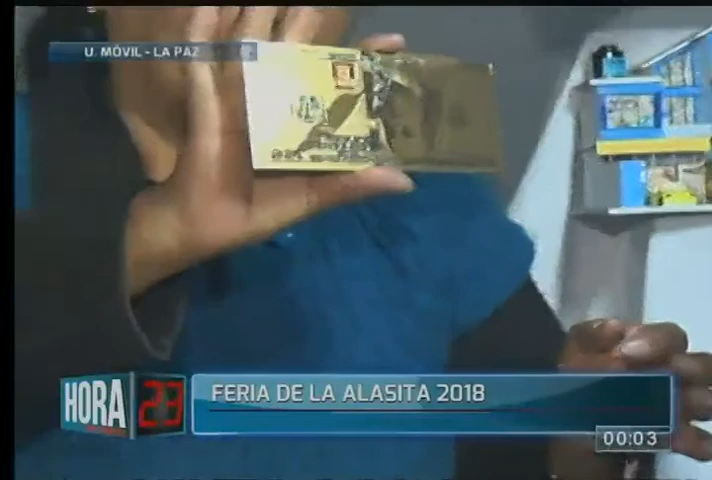 U. MÓVIL - LA PAZ
HORA 23
FERIA DE LA ALASITA 2018
00:03